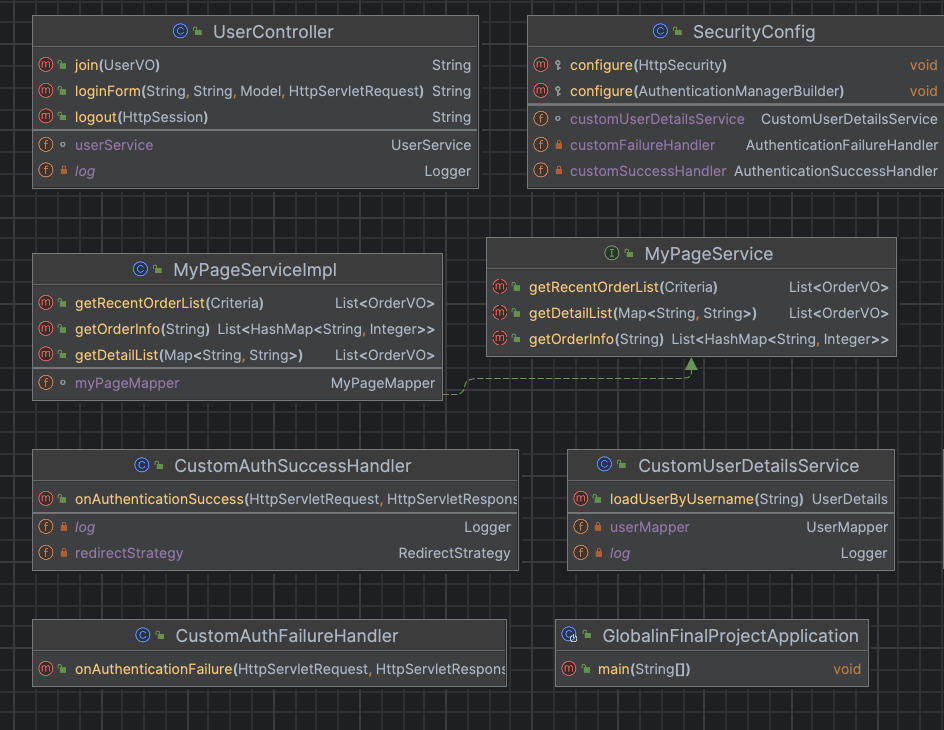 UserController
join(UserVO) String
loginForm(String, String, Model, HttpServletRequest) String
logout(HttpSession) String
userService UserService
log Logger
SecurityConfig
configure(HttpSecurity) void
configure(AuthenticationManagerBuilder) void
customUserDetailsService CustomUserDetailsService
customFailureHandler AuthenticationFailureHandler
customSuccessHandler AuthenticationSuccessHandler
MyPageServiceImpl
getRecentOrderList(Criteria) List<OrderVO>
getOrderInfo(String) List<HashMap<String, Integer>>
getDetailList(Map<String, String>) List<OrderVO>
myPageMapper MyPageMapper
MyPageService
getRecentOrderList(Criteria) List<OrderVO>
getDetailList(Map<String, String>) List<OrderVO>
getOrderInfo(String) List<HashMap<String, Integer>>
CustomAuthSuccessHandler
onAuthenticationSuccess(HttpServletRequest, HttpServletRespons
log Logger
redirectStrategy RedirectStrategy
CustomUserDetailsService
loadUserByUsername(String) UserDetails
userMapper UserMapper
log Logger
CustomAuthFailureHandler
onAuthenticationFailure(HttpServletRequest, HttpServletRespons
GlobalinFinalProjectApplication
main(String[]) void